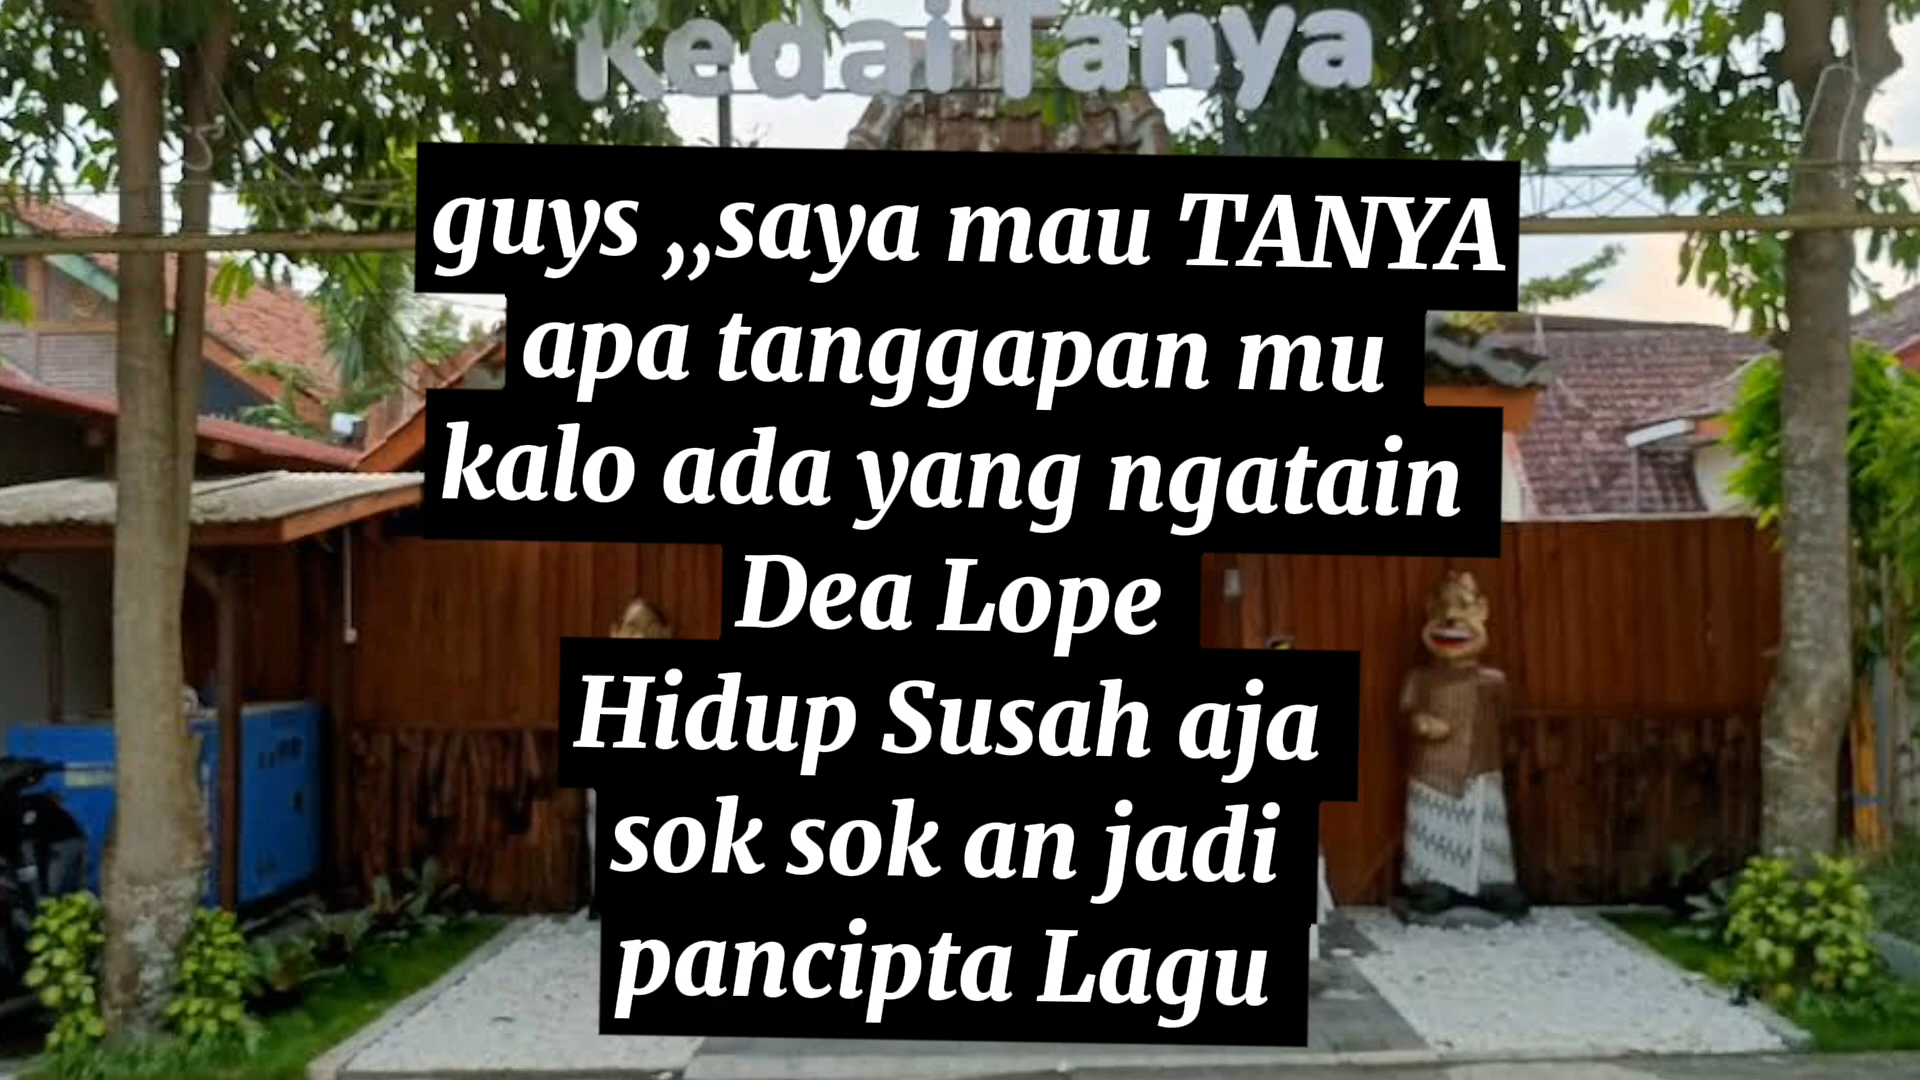 Kedai Tanya
guys ,,saya mau TANYA
apa tanggapan mu
kalo ada yang ngatain
Dea Lope
Hidup Susah aja
sok sok an jadi
pancipta Lagu